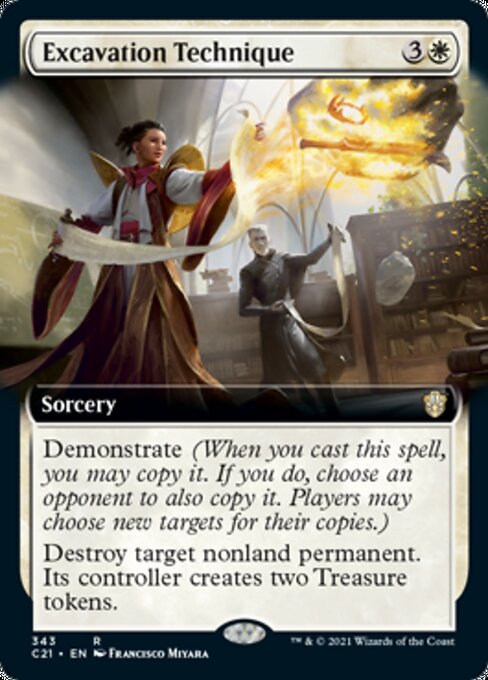 Excavation Technique 3
Sorcery
Demonstrate (When you cast this spell,
you may copy it. If you do, choose an
opponent to also copy it. Players may
choose new targets for their copies.)
Destroy target nonland permanent.
Its controller creates two Treasure
tokens.
343 R
C21 • EN Francisco Miyara
™ & © 2021 Wizards of the Coast